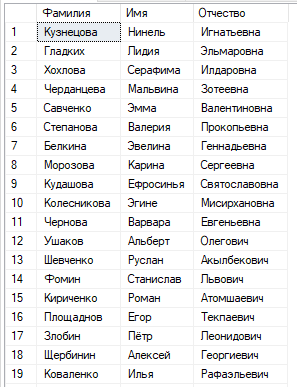 Фамилия Имя Отчество
1 Кузнецова Нинель Игнатьевна
2 Гладких Лидия Эльмаровна
3 Хохлова Серафима Илдаровна
4 Черданцева Мальвина Зотеевна
5 Савченко Эмма Валентиновна
6 Степанова Валерия Прокопьевна
7 Белкина Эвелина Геннадьевна
8 Морозова Карина Сергеевна
9 Кудашова Ефросинья Святославовна
10 Колесникова Эгине Мисирхановна
11 Чернова Варвара Евгеньевна
12 Ушаков Альберт Олегович
13 Шевченко Руслан Акылбекович
14 Фомин Станислав Львович
15 Кириченко Роман Атомшаевич
16 Площаднов Егор Текпаевич
17 Злобин Пётр Леонидович
18 Щербинин Алексей Георгиевич
19 Коваленко Илья Рафаэльевич